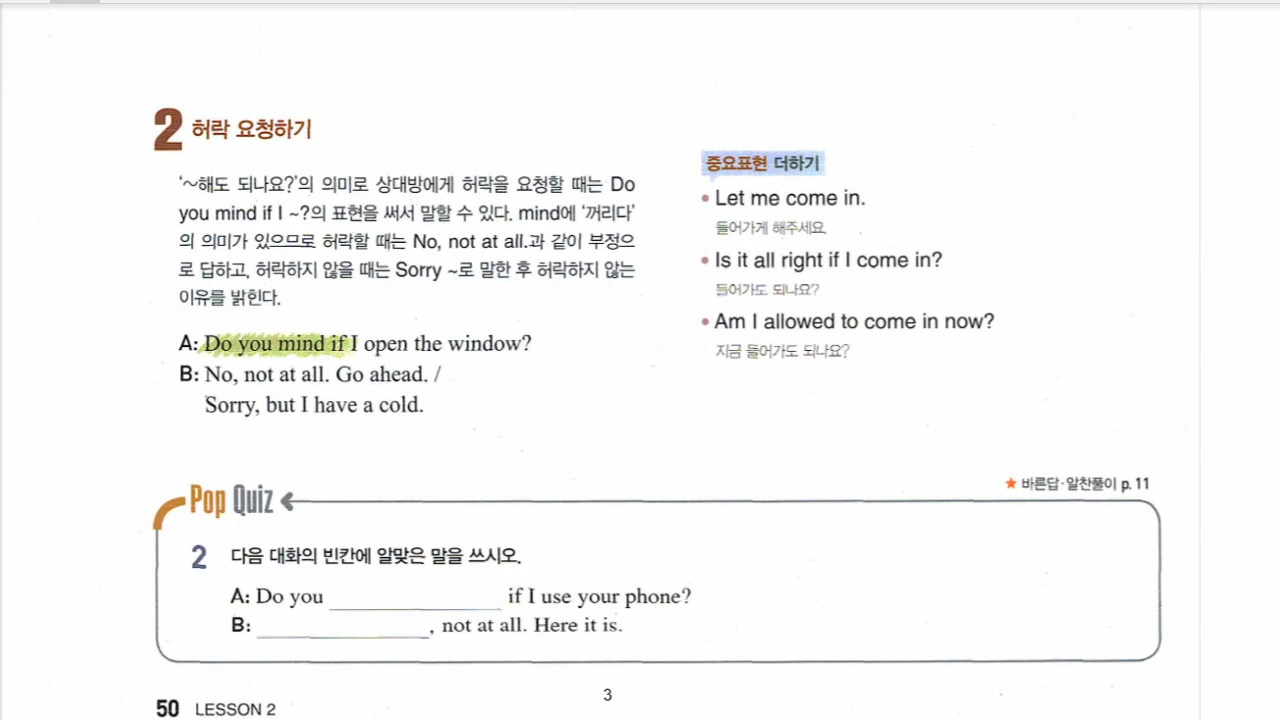 2 허락 요청하기
'~해도 되나요?'의 의미로 상대방에게 허락을 요청할 때는 Do
you mind if I ~?의 표현을 써서 말할 수 있다. mind에 '꺼리다'
의 의미가 있으므로 허락할 때는 No, not at all.과 같이 부정으
로 답하고, 허락하지 않을 때는 Sorry ~로 말한 후 허락하지 않는
이유를 밝힌다.
A: Do you mind if I open the window?
B: No, not at all. Go ahead. /
Sorry, but I have a cold.
중요표현 더하기
• Let me come in.
들어가게 해주세요.
• Is it all right if I come in?
들어가도 되나요?
• Am I allowed to come in now?
지금 들어가도 되나요?
Pop Quiz
★ 바른답·알찬풀이 p. 11
2 다음 대화의 빈칸에 알맞은 말을 쓰시오.
A: Do you ____________ if I use your phone?
B: ____________, not at all. Here it is.
3
50 LESSON 2